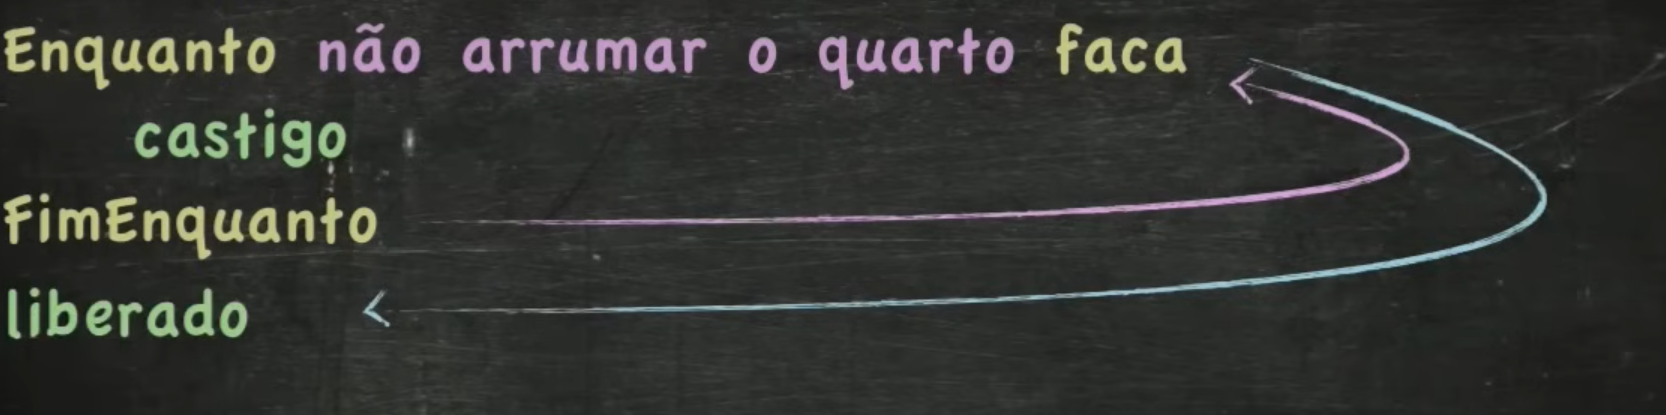 Enquanto não arrumar o quarto faca
castigo
FimEnquanto
liberado